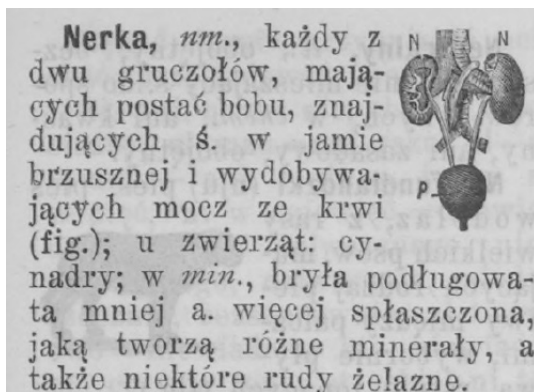 Nerka, nm., każdy z
dwu gruczołów, mają-
cych postać bobu, znaj-
dujących ś. w jamie
brzusznej i wydobywa-
jących mocz ze krwi
(fig.); u zwierząt: cy-
nadry; w min., bryła podługowa-
ta mniej a. więcej spłaszczona,
jaką tworzą różne minerały, a
także niektóre rudy żelazne.
N N
P